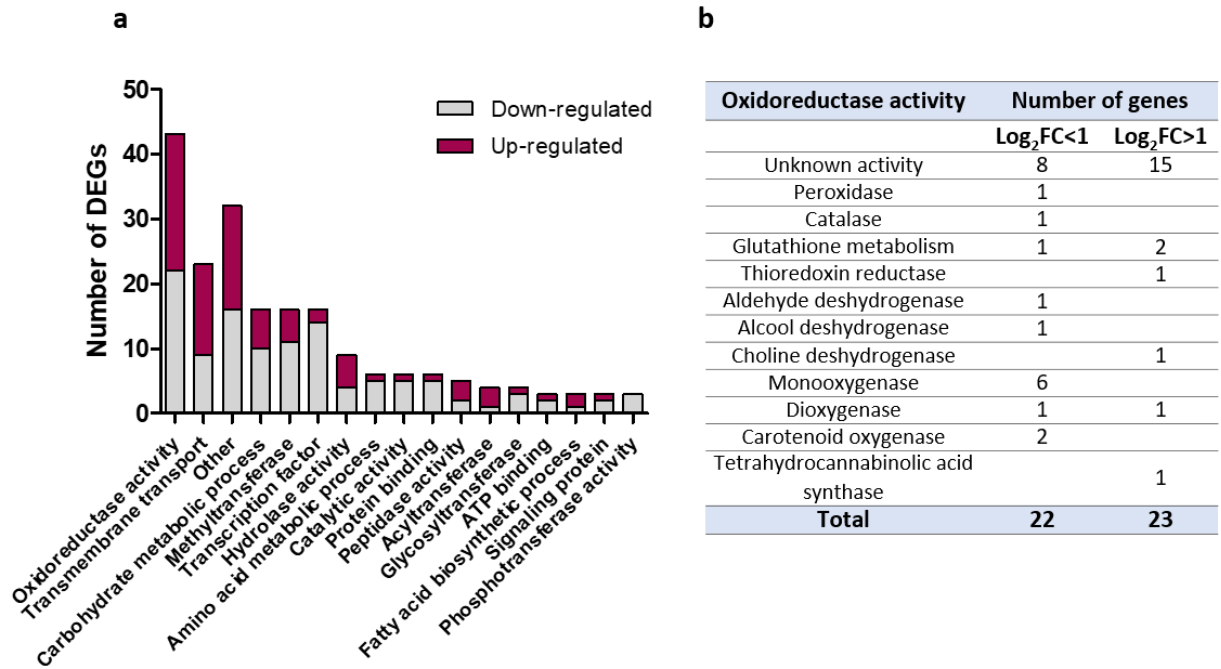 a
50
40
30
20
10
0
Number of DEGs
Down-regulated
Up-regulated
Oxidoreductase activity
Transmembrane transport
Other
Carbohydrate metabolic process
Methyltransferase
Transcription factor
Hydrolase activity
Amino acid metabolic process
Catalytic activity
Protein binding
Peptidase activity
Acyltransferase
Glycosyltransferase
ATP binding
Fatty acid biosynthetic process
Signaling protein
Phosphotransferase activity
b
Oxidoreductase activity Number of genes
Log₂FC<1 Log₂FC>1
Unknown activity 8 15
Peroxidase 1
Catalase 1
Glutathione metabolism 1 2
Thioredoxin reductase 1
Aldehyde deshydrogenase 1
Alcool deshydrogenase 1
Choline deshydrogenase 1
Monooxygenase 6
Dioxygenase 1 1
Carotenoid oxygenase 2
Tetrahydrocannabinolic acid
synthase 1
Total 22 23